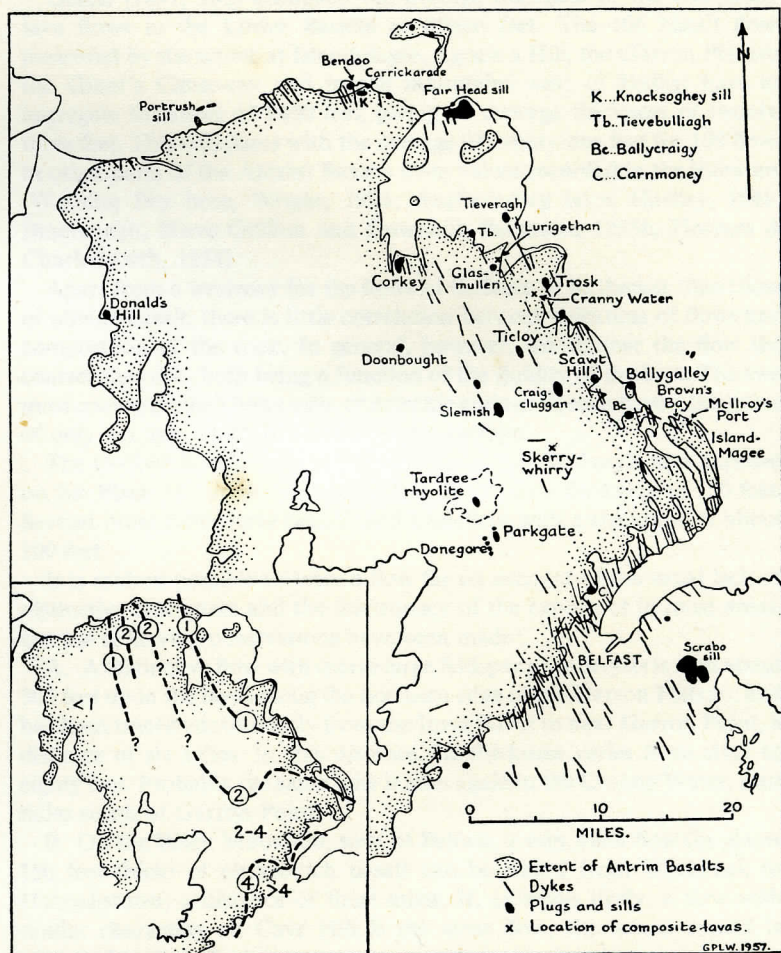 N
K...Knocksoghey sill
Tb..Tievebulliagh
Bc..Ballycraigy
C...Carnmoney
Bendoo
Carrickarade
K
Fair Head sill
Portrush
sill
Tieveragh
Lurigethan
Tb.
Glas-
mullen
Corkey
Trosk
Cranny Water
Donald's
Hill
Doonbought
Ticloy
Scawt
Hill
Ballygalley
Brown's
Bay
McIlroy's
Port
Craig-
cluggan
Slemish
Bc
Island-
Magee
Skerry-
whirry
Tardree
rhyolite
Parkgate
Donegore
C
BELFAST
Scrabo
sill
1
2
2
1
<1
?
?
1
2
2-4
4
>4
0
10
20
MILES.
Extent of Antrim Basalts
Dykes
Plugs and sills
x Location of composite lavas.
G.P.L.W. 1957.